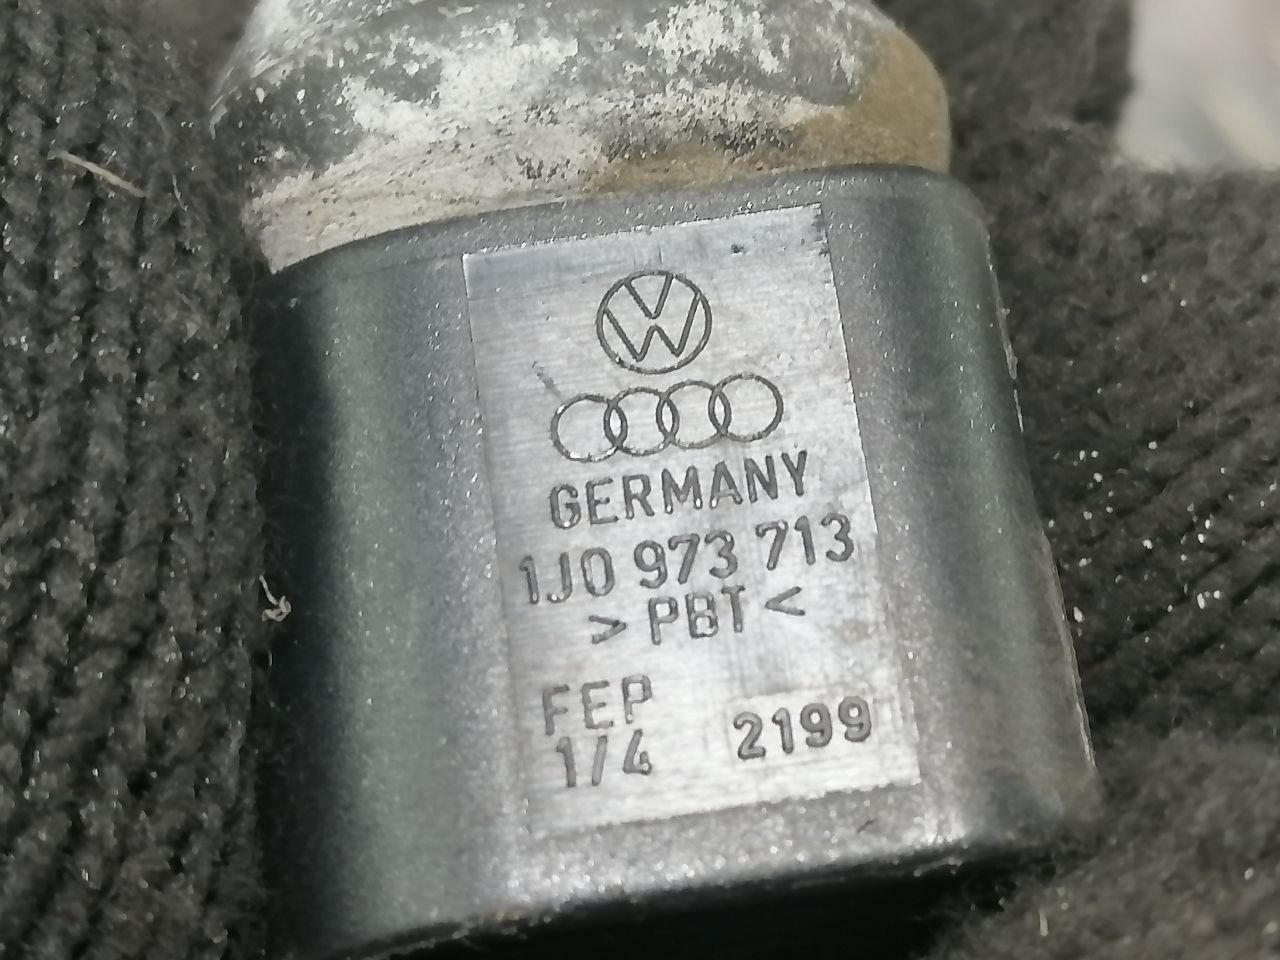 GERMANY
1J0 973 713
> PBT <
FEP
1/4 2199